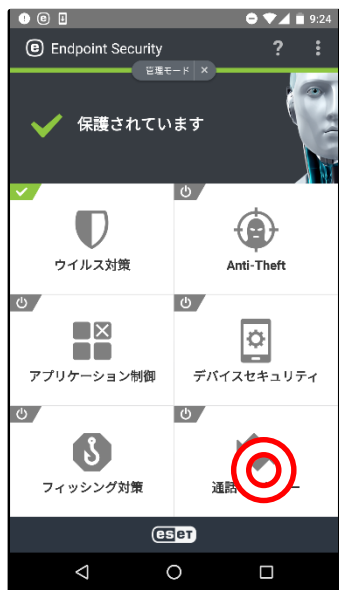 9:24
e Endpoint Security ?
管理モード ×
保護されています
ウイルス対策
Anti-Theft
アプリケーション制御
デバイスセキュリティ
フィッシング対策
通話
eseT